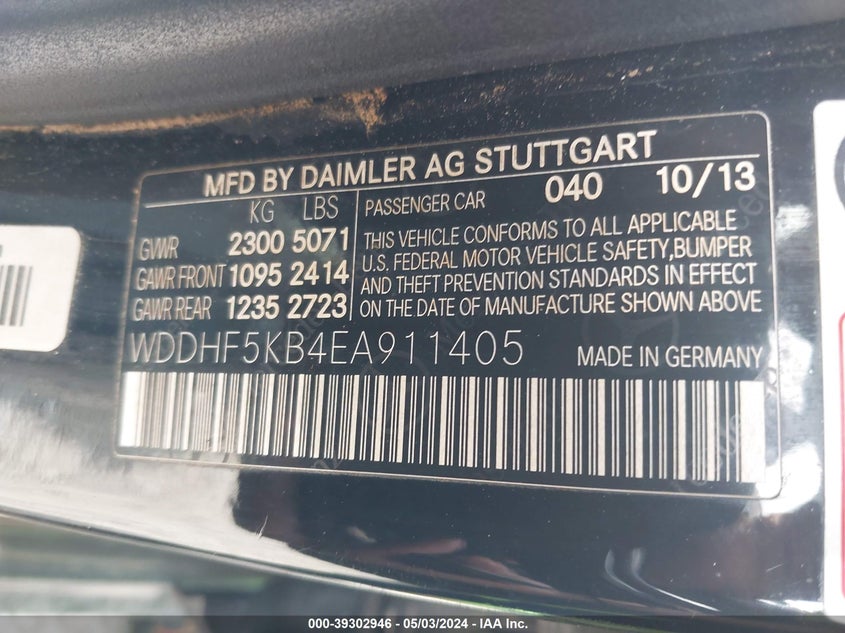 MFD BY DAIMLER AG STUTTGART
KG LBS
GVWR 2300 5071
GAWR FRONT 1095 2414
GAWR REAR 1235 2723
PASSENGER CAR 040 10/13
THIS VEHICLE CONFORMS TO ALL APPLICABLE
U.S. FEDERAL MOTOR VEHICLE SAFETY,BUMPER
AND THEFT PREVENTION STANDARDS IN EFFECT
ON THE DATE OF MANUFACTURE SHOWN ABOVE
WDDHF5KB4EA911405 MADE IN GERMANY
000-39302946 - 05/03/2024 - IAA Inc.